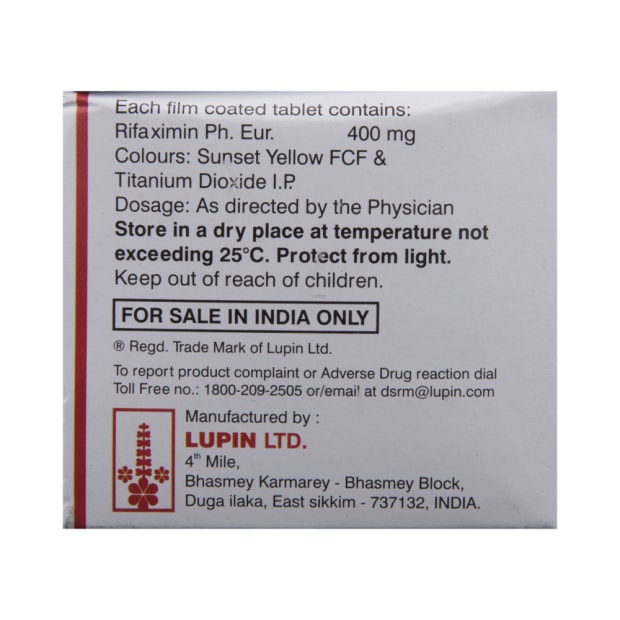 Each film coated tablet contains:
Rifaximin Ph. Eur. 400 mg
Colours: Sunset Yellow FCF &
Titanium Dioxide I.P.
Dosage: As directed by the Physician
Store in a dry place at temperature not
exceeding 25°C. Protect from light.
Keep out of reach of children.
FOR SALE IN INDIA ONLY
® Regd. Trade Mark of Lupin Ltd.
To report product complaint or Adverse Drug reaction dial
Toll Free no.: 1800-209-2505 or/email at dsrm@lupin.com
Manufactured by :
LUPIN LTD.
4th Mile,
Bhasmey Karmarey - Bhasmey Block,
Duga ilaka, East sikkim - 737132, INDIA.